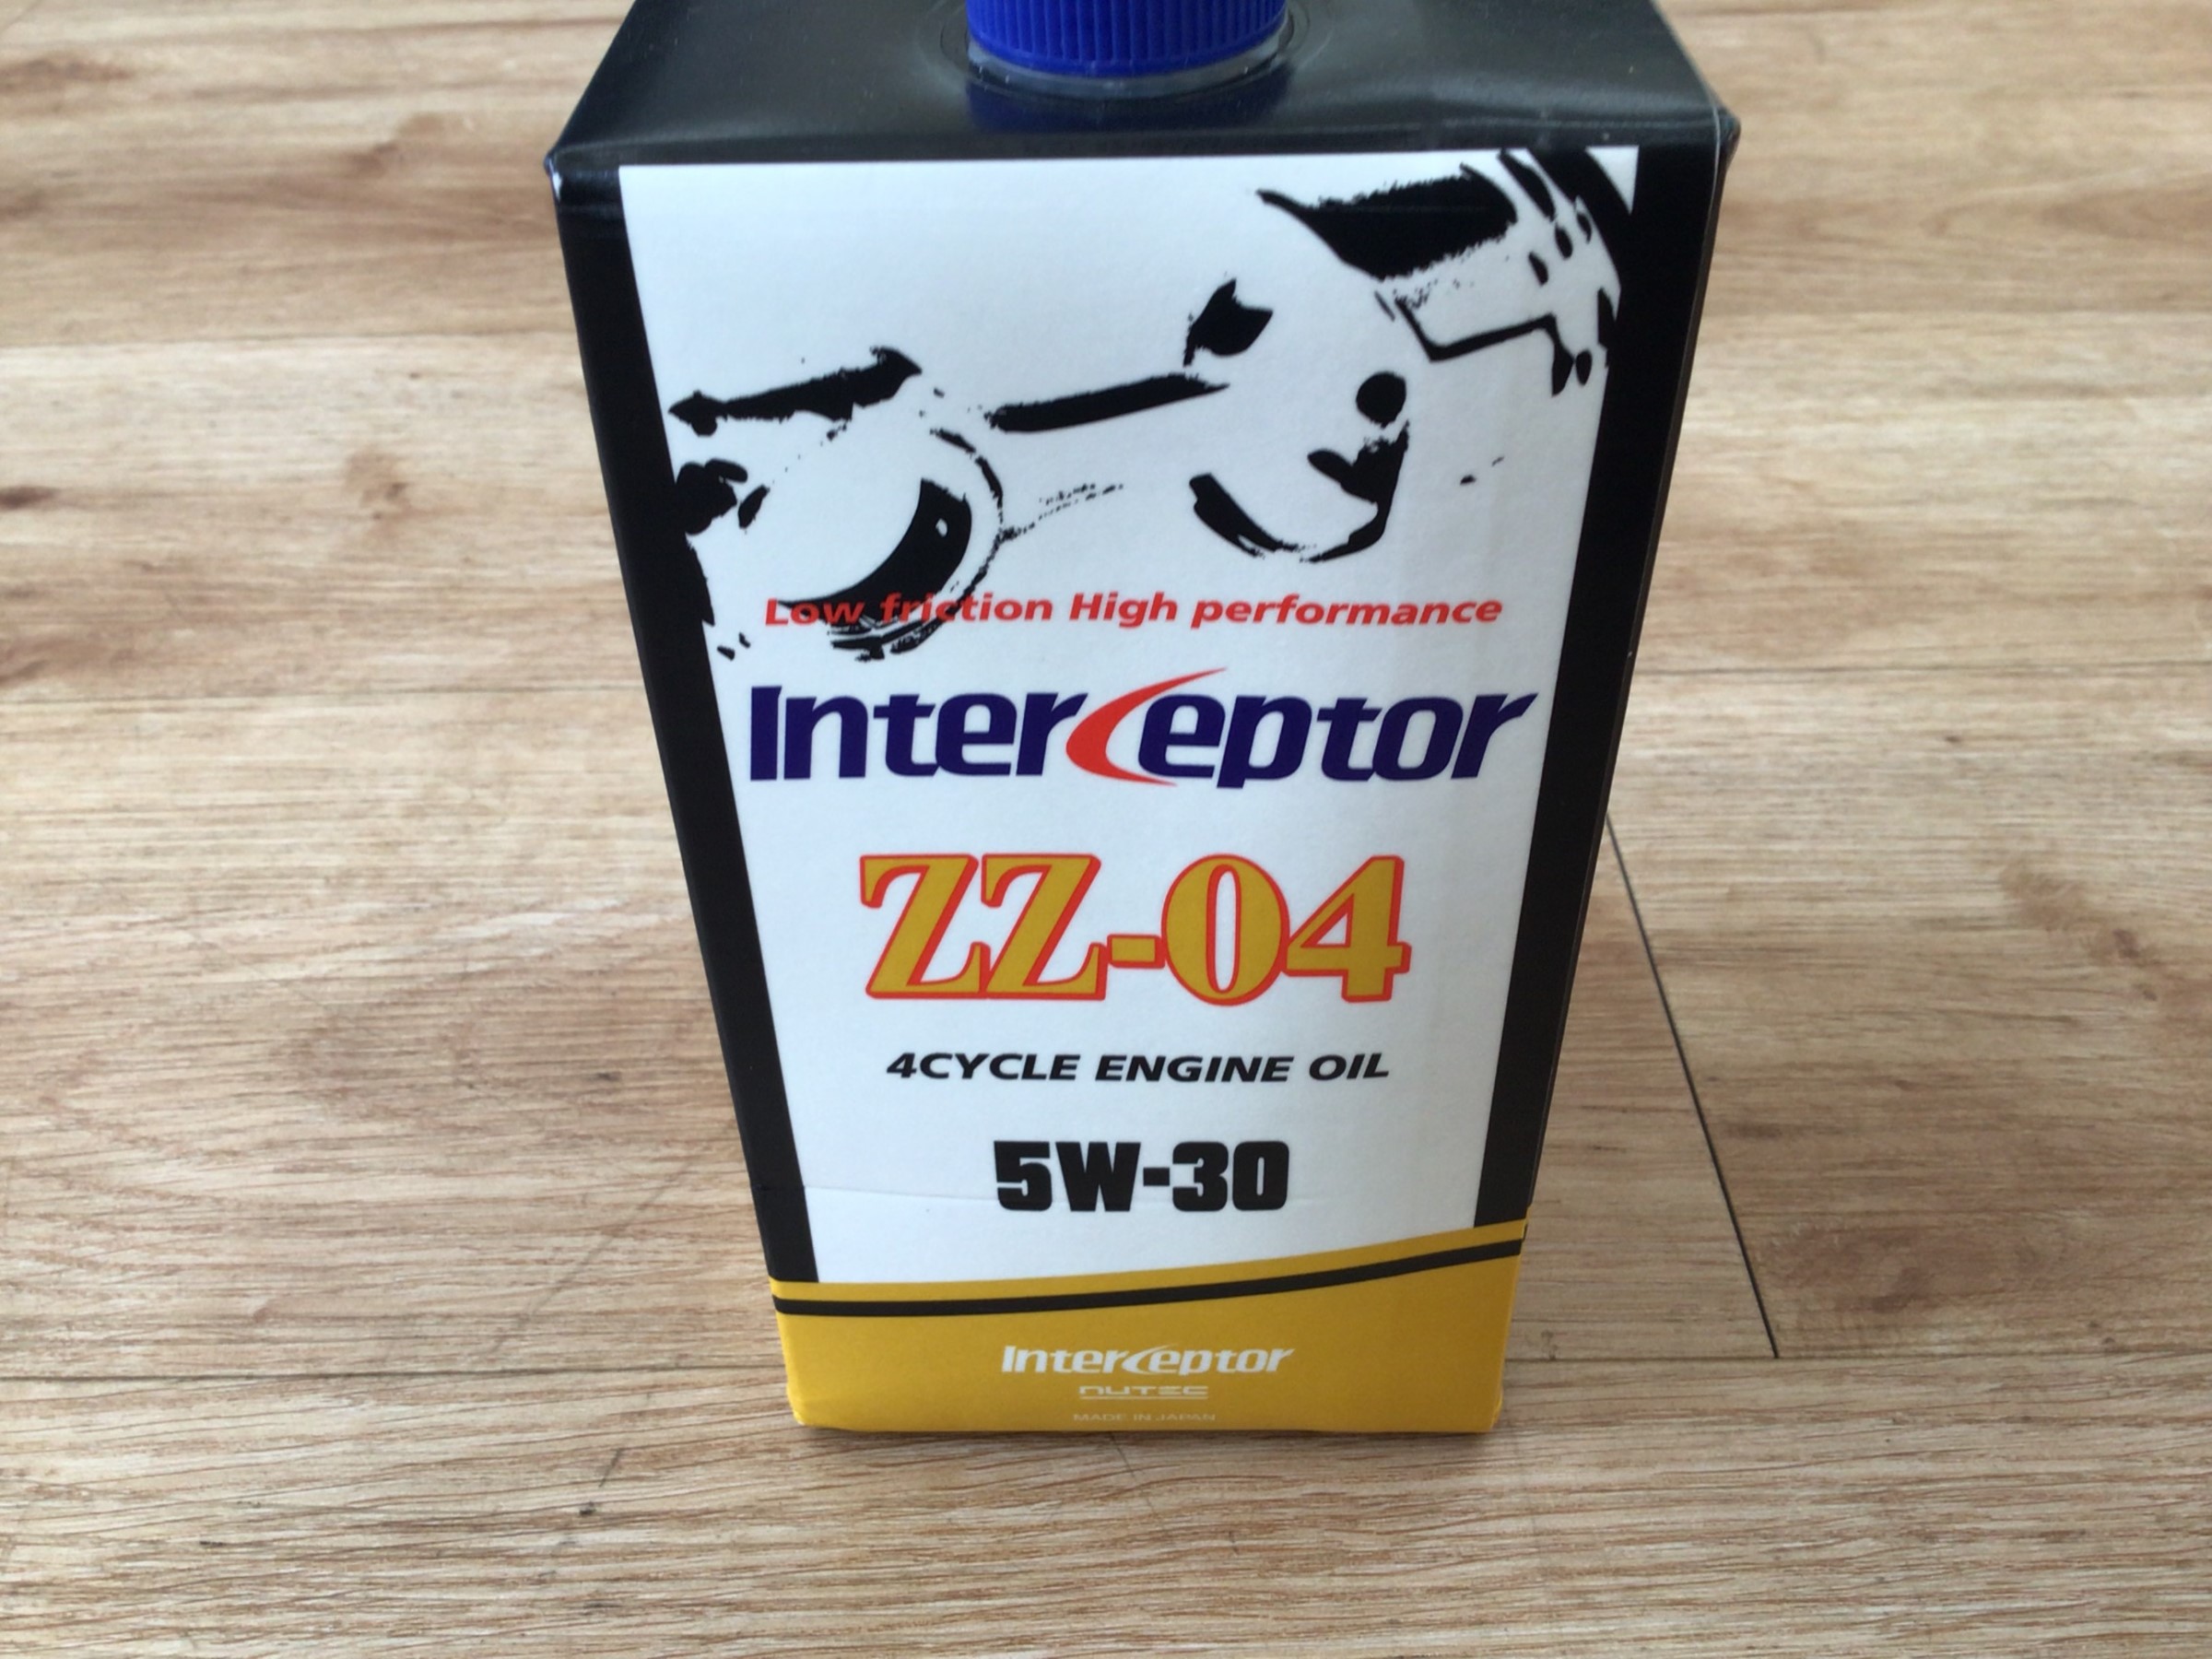 Low friction High performance
Interceptor
ZZ-04
4CYCLE ENGINE OIL
5W-30
Interceptor
NUTEC
MADE IN JAPAN